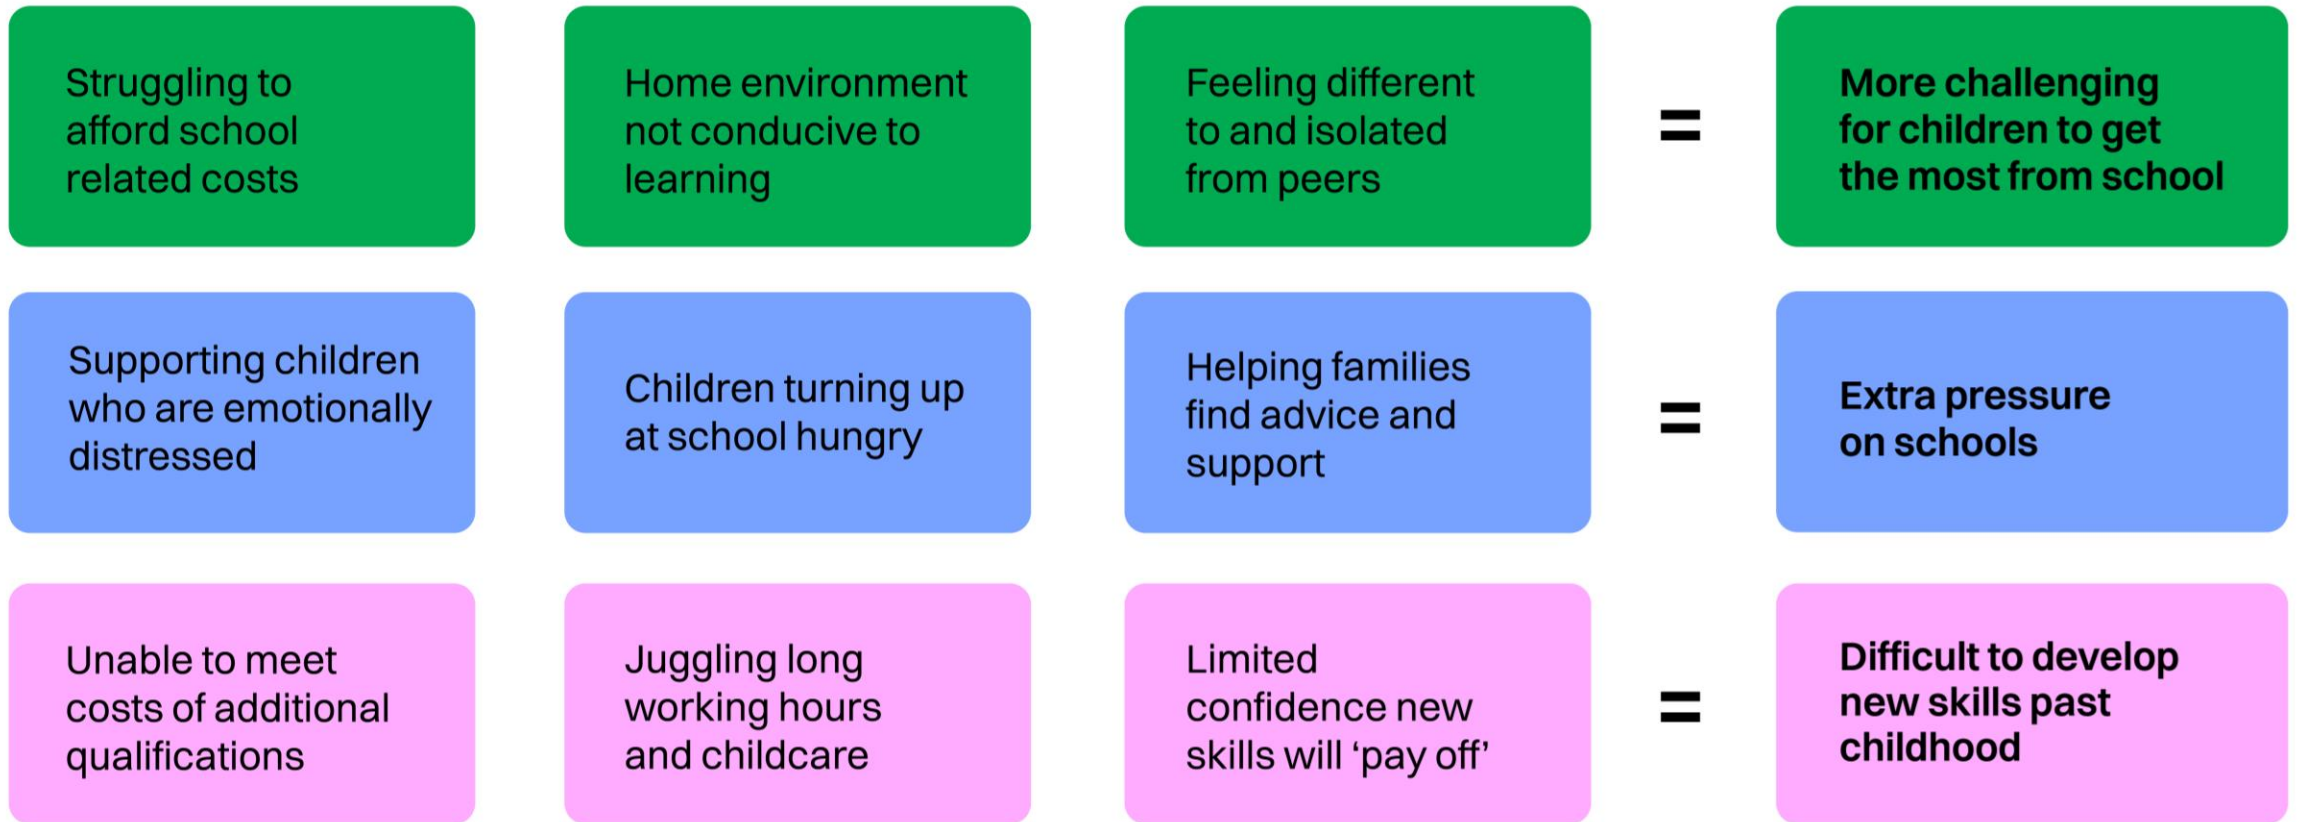 Struggling to
afford school
related costs
Home environment
not conducive to
learning
Feeling different
to and isolated
from peers
=
More challenging
for children to get
the most from school
Supporting children
who are emotionally
distressed
Children turning up
at school hungry
Helping families
find advice and
support
=
Extra pressure
on schools
Unable to meet
costs of additional
qualifications
Juggling long
working hours
and childcare
Limited
confidence new
skills will ‘pay off’
=
Difficult to develop
new skills past
childhood